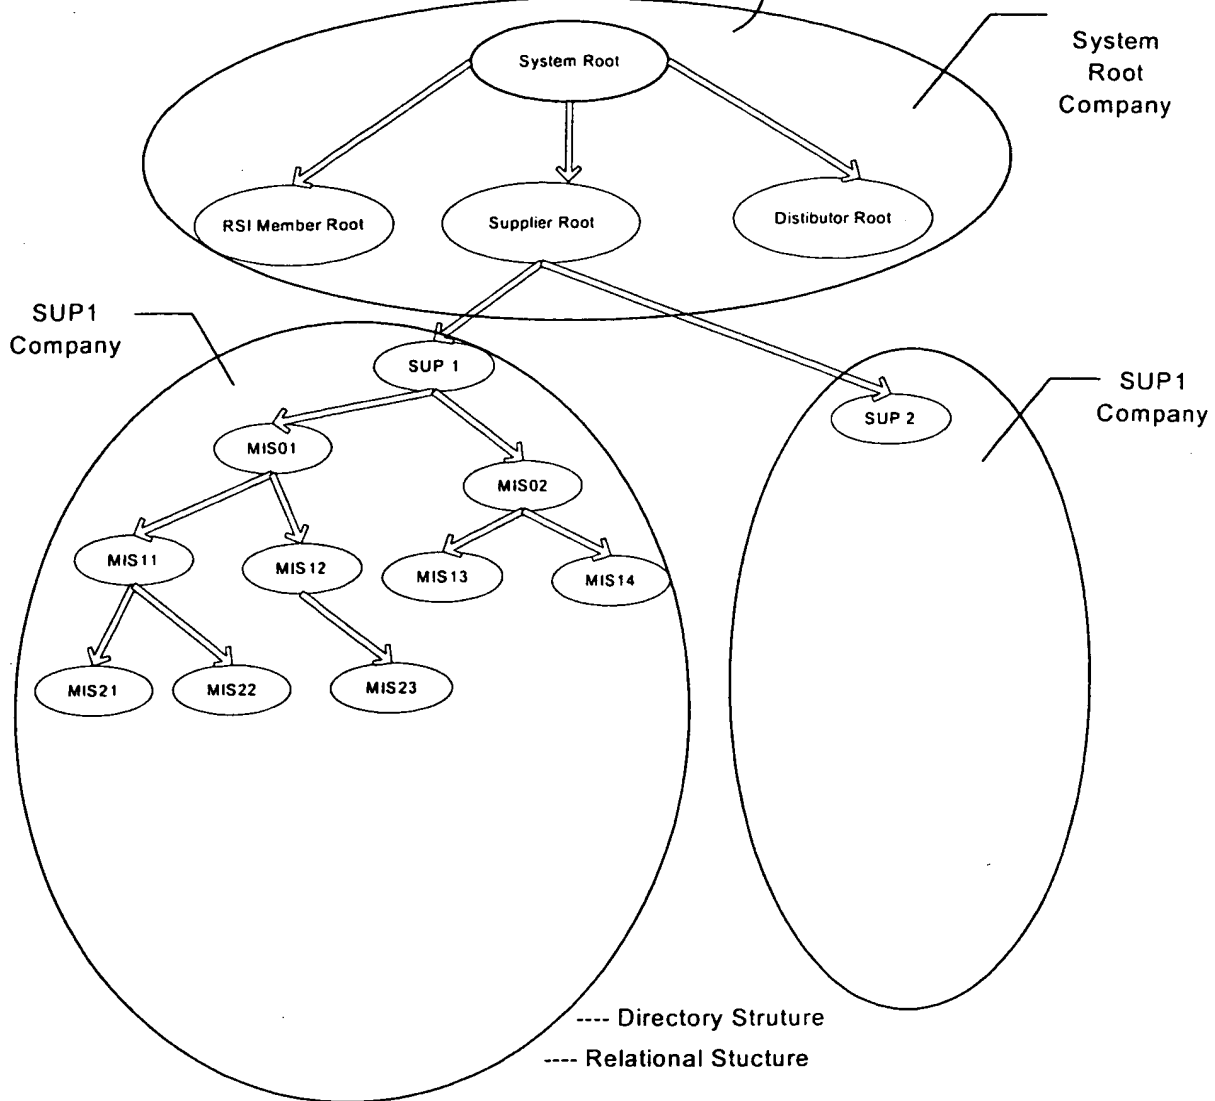 System Root
System
Root
Company
RSI Member Root
Supplier Root
Distibutor Root
SUP1
Company
SUP 1
SUP 2
SUP1
Company
MIS01
MIS02
MIS11
MIS12
MIS13
MIS14
MIS21
MIS22
MIS23
---- Directory Struture
---- Relational Stucture